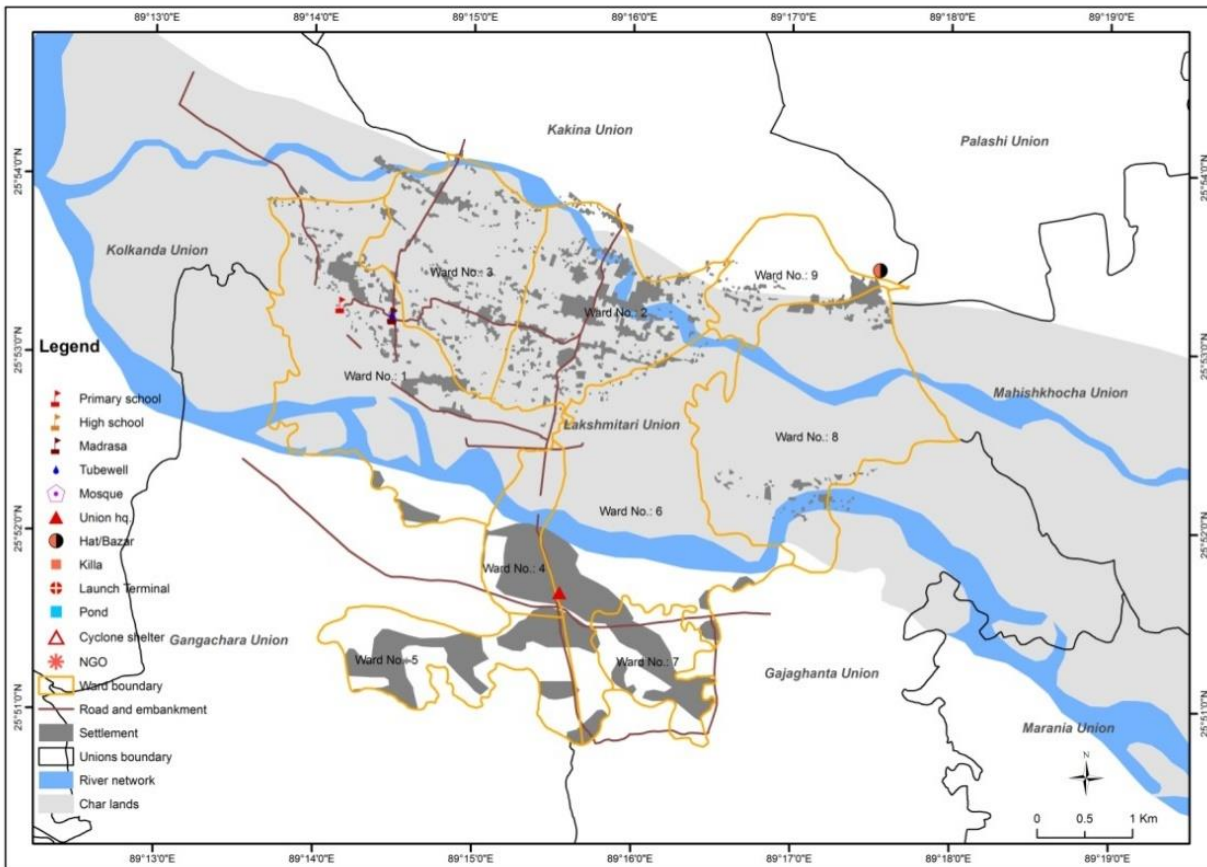 89°13'0"E 89°14'0"E 89°15'0"E 89°16'0"E 89°17'0"E 89°18'0"E 89°19'0"E
Kakina Union
Palashi Union
25°54'0"N
25°54'0"N
Kolkanda Union
Ward No.: 3
Ward No.: 9
Ward No.: 2
25°53'0"N
25°53'0"N
Ward No.: 1
Mahishkhocha Union
Lakshmitari Union
Ward No.: 8
Ward No.: 6
25°52'0"N
25°52'0"N
Ward No.: 4
Gangachara Union
Ward No.: 5
Ward No.: 7
Gajaghanta Union
25°51'0"N
25°51'0"N
Marania Union
Legend
Primary school
High school
Madrasa
Tubewell
Mosque
Union hq.
Hat/Bazar
Killa
Launch Terminal
Pond
Cyclone shelter
NGO
Ward boundary
Road and embankment
Settlement
Unions boundary
River network
Char lands
N
0 0.5 1 Km
89°13'0"E 89°14'0"E 89°15'0"E 89°16'0"E 89°17'0"E 89°18'0"E 89°19'0"E